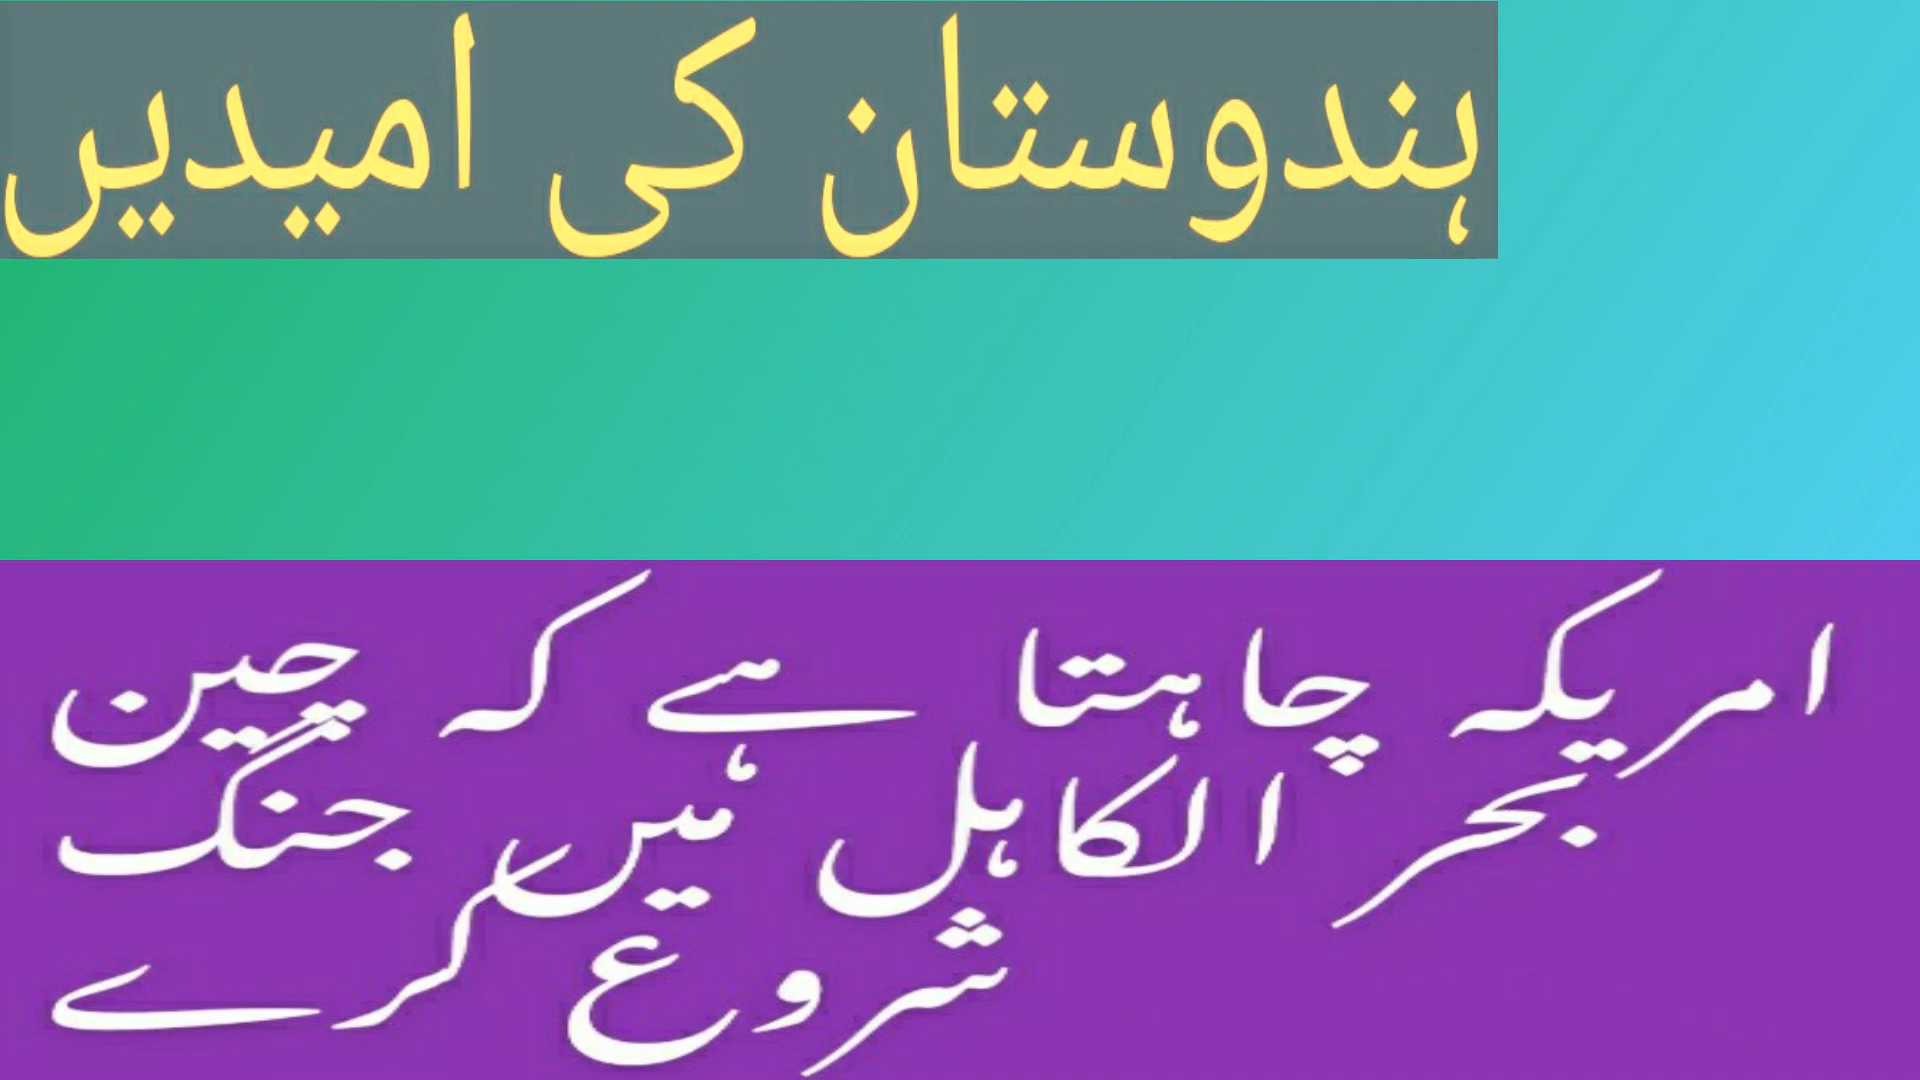 ہندوستان کی امیدیں
امریکہ چاہتا ہے کہ چین
بحر الکاہل میں جنگ
شروع کرے